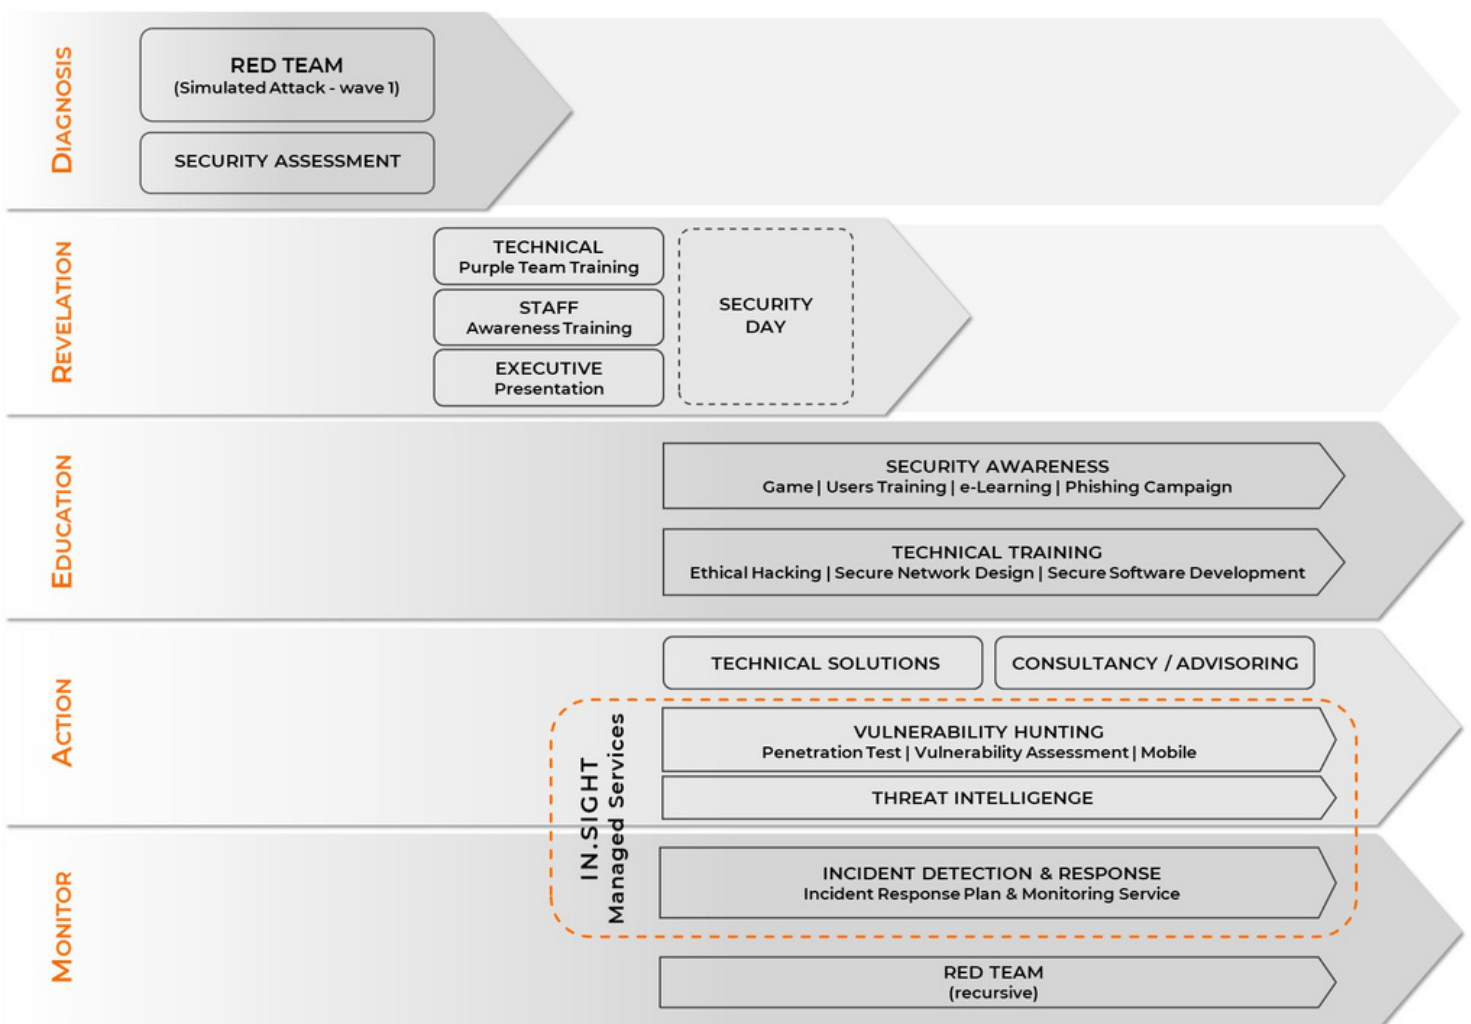 DIAGNOSIS
RED TEAM
(Simulated Attack - wave 1)
SECURITY ASSESSMENT
REVELATION
TECHNICAL
Purple Team Training
STAFF
Awareness Training
EXECUTIVE
Presentation
SECURITY
DAY
EDUCATION
SECURITY AWARENESS
Game | Users Training | e-Learning | Phishing Campaign
TECHNICAL TRAINING
Ethical Hacking | Secure Network Design | Secure Software Development
ACTION
TECHNICAL SOLUTIONS
CONSULTANCY / ADVISORING
IN.SIGHT
Managed Services
VULNERABILITY HUNTING
Penetration Test | Vulnerability Assessment | Mobile
THREAT INTELLIGENCE
MONITOR
INCIDENT DETECTION & RESPONSE
Incident Response Plan & Monitoring Service
RED TEAM
(recursive)